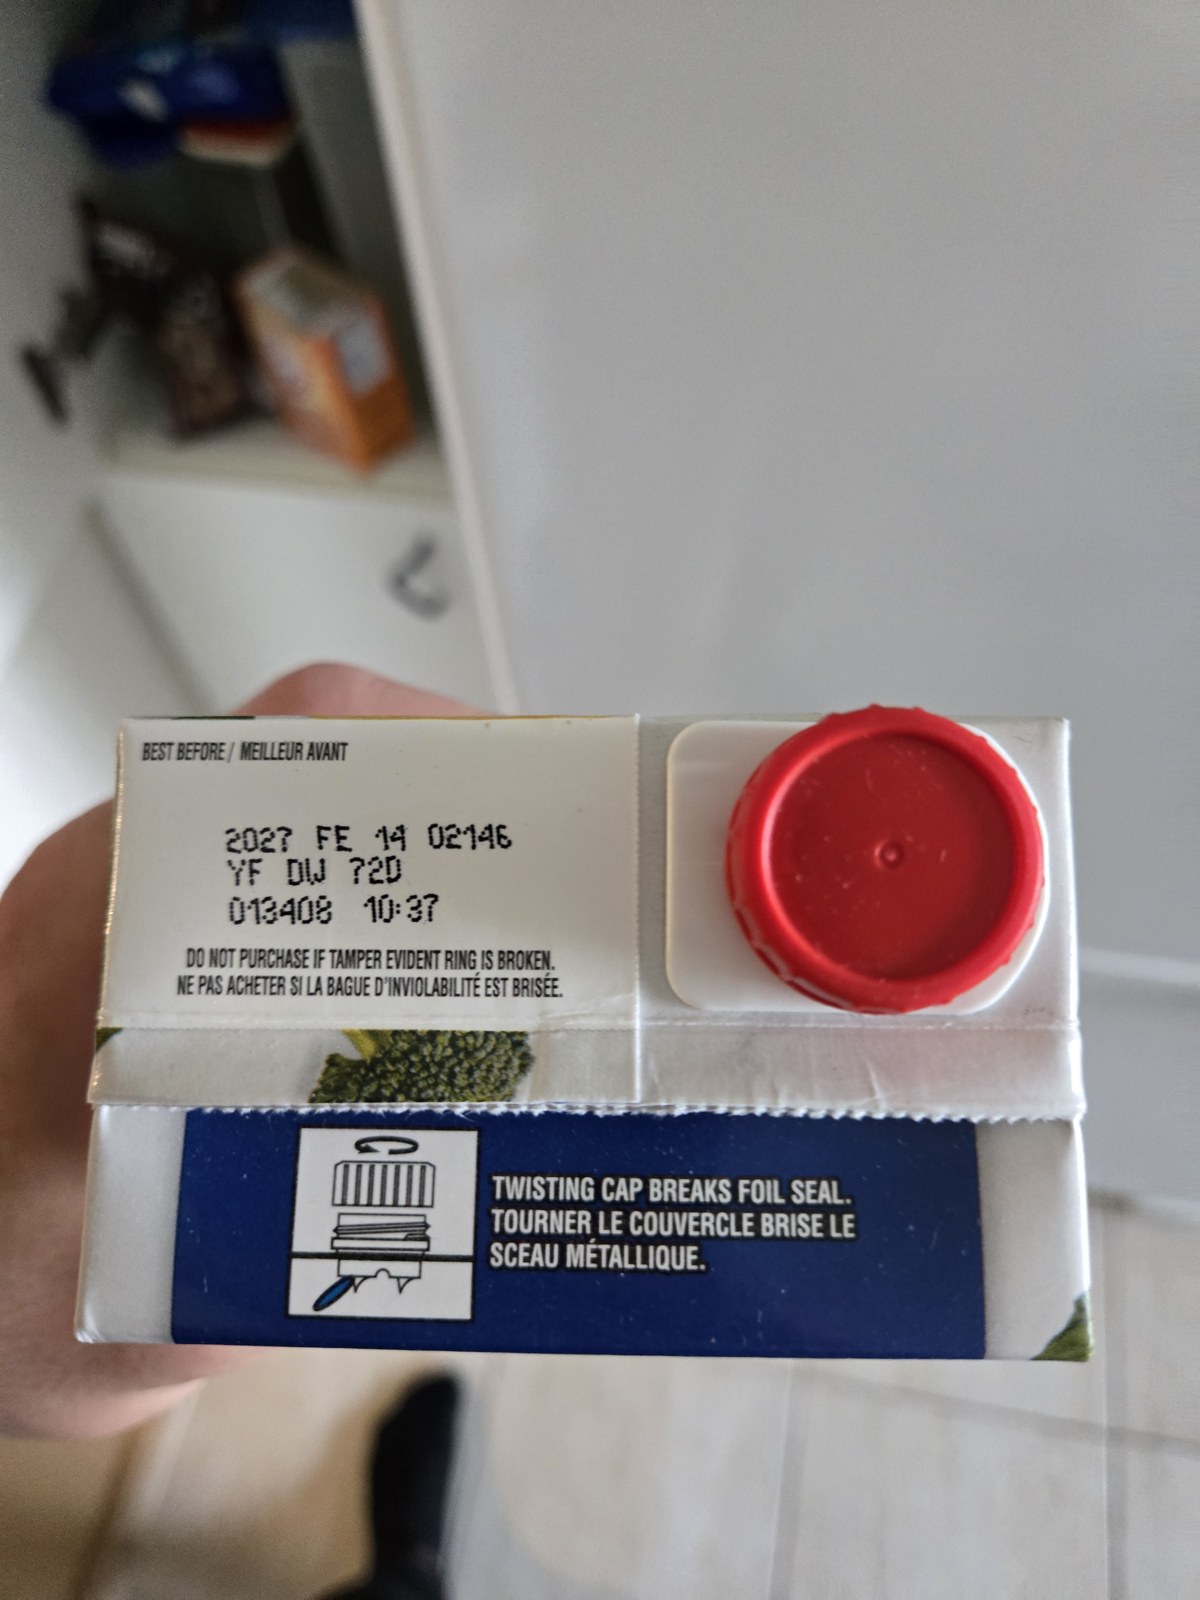 BEST BEFORE / MEILLEUR AVANT
2027 FE 14 02146
YF DW 72D
013408 10:37
DO NOT PURCHASE IF TAMPER EVIDENT RING IS BROKEN.
NE PAS ACHETER SI LA BAGUE D'INVIOLABILITÉ EST BRISÉE.
TWISTING CAP BREAKS FOIL SEAL.
TOURNER LE COUVERCLE BRISE LE
SCEAU MÉTALLIQUE.